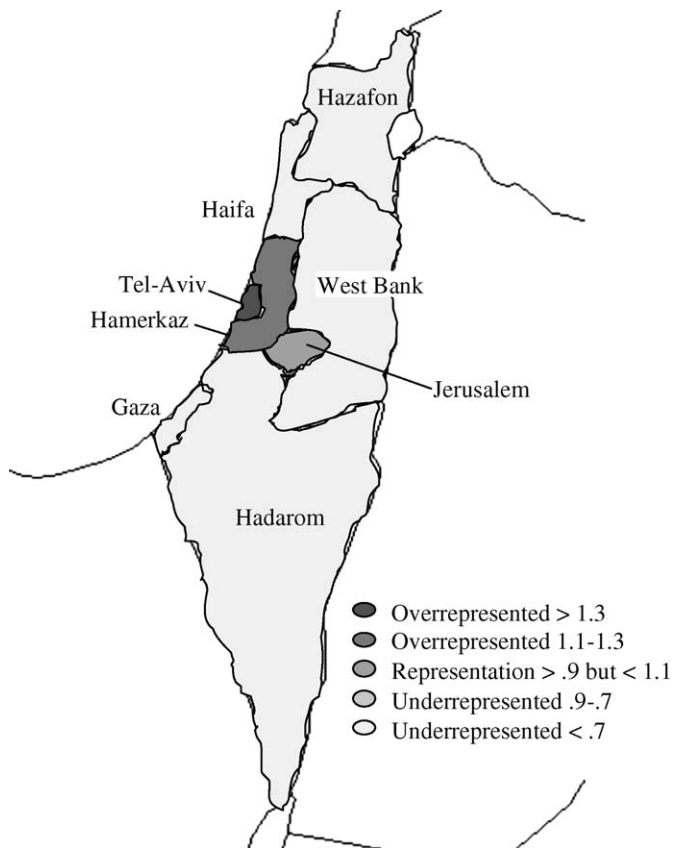 Hazafon
Haifa
Tel-Aviv
West Bank
Hamerkaz
Jerusalem
Gaza
Hadarom
Overrepresented > 1.3
Overrepresented 1.1-1.3
Representation > .9 but < 1.1
Underrepresented .9-.7
Underrepresented < .7